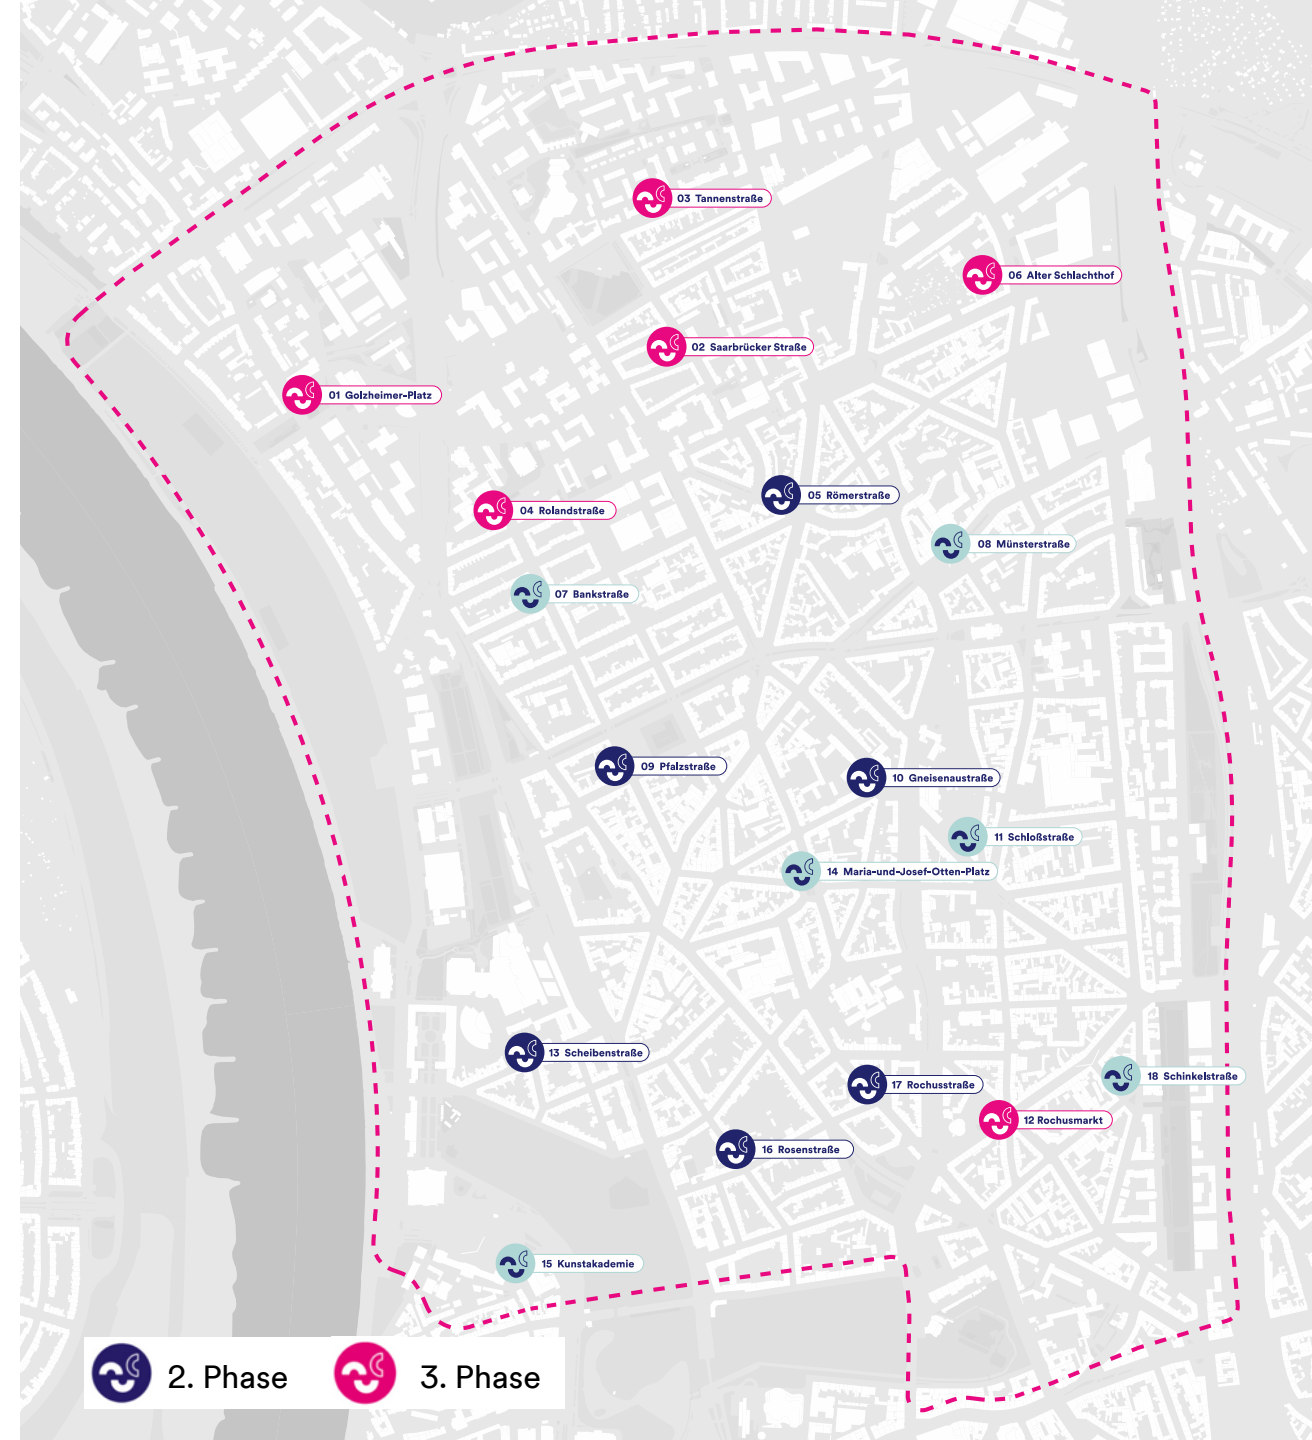 03 Tannenstraße
06 Alter Schlachthof
02 Saarbrücker Straße
01 Golzheimer-Platz
05 Römerstraße
04 Rolandstraße
08 Münsterstraße
07 Bankstraße
09 Pfalzstraße
10 Gneisenaustraße
11 Schloßstraße
14 Maria-und-Josef-Otten-Platz
13 Scheibenstraße
18 Schinkelstraße
17 Rochusstraße
12 Rochusmarkt
16 Rosenstraße
15 Kunstakademie
2. Phase
3. Phase